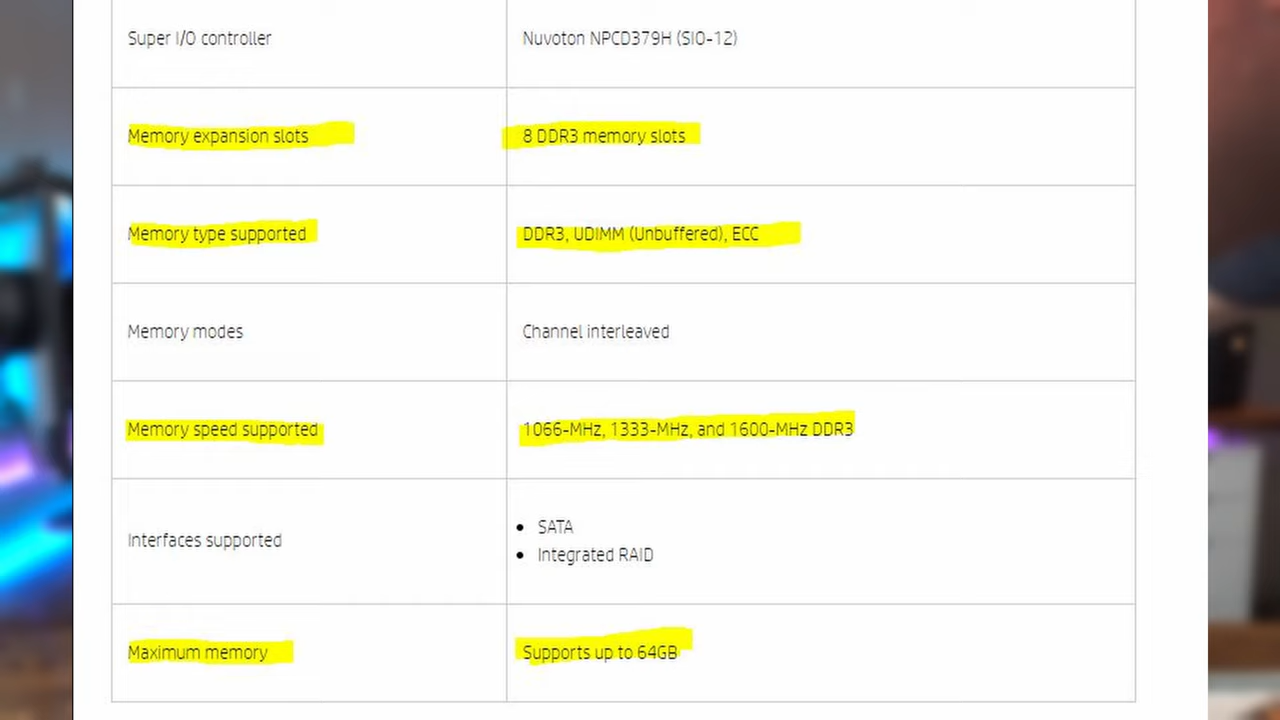 Super I/O controller
Nuvoton NPCD379H (SIO-12)
Memory expansion slots
8 DDR3 memory slots
Memory type supported
DDR3, UDIMM (Unbuffered), ECC
Memory modes
Channel interleaved
Memory speed supported
1066-MHz, 1333-MHz, and 1600-MHz DDR3
Interfaces supported
• SATA
• Integrated RAID
Maximum memory
Supports up to 64GB